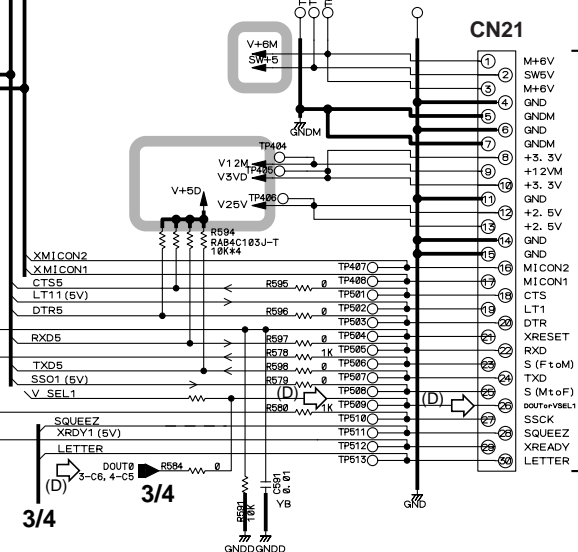 CN21
V+6M
SW+5
1 M+6V
2 SW5V
3 M+6V
4 GND
5 GNDM
6 GND
7 GNDM
8 +3.3V
9 +12VM
10 +3.3V
11 GND
12 +2.5V
13 +2.5V
14 GND
15 GND
16 MICON2
17 MICON1
18 CTS
19 LT1
20 DTR
21 XRESET
22 RXD
23 S(FtoM)
24 TXD
25 S(MtoF)
26 DOUTorVSEL1
27 SSCK
28 SQUEEZ
29 XREADY
30 LETTER
GNDM
TP404
V12M
TP405
V3VD
V+5D
TP406
V25V
R594
RAB4C103J-T
10K*4
XMICON2
XMICON1
TP407
CTS5
R595 0
TP408
LT11(5V)
TP501
DTR5
R596 0
TP502
TP503
RXD5
R597 0
TP504
R578 1K
TP505
TXD5
R598 0
TP506
SSO1(5V)
R579 0
TP507
V_SEL1
(D)
TP508
(D)
R580 1K
TP509
SQUEEZ
TP510
XRDY1(5V)
TP511
LETTER
TP512
TP513
(D)
DOUT0
3-C6,4-C5
3/4
R584 0
3/4
R591
10K
C591
0.01
YB
GNDD GNDD
GND